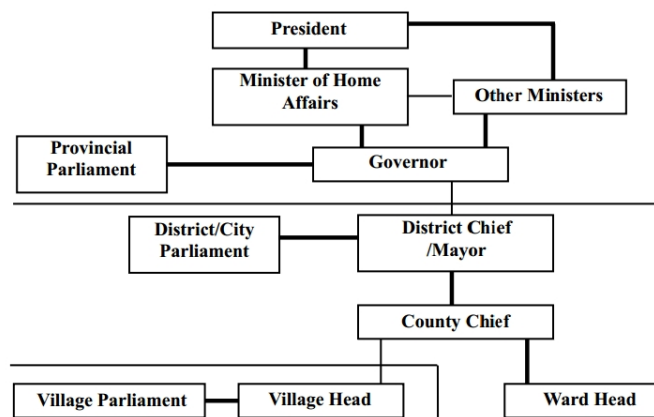 President
Minister of Home
Affairs
Other Ministers
Provincial
Parliament
Governor
District/City
Parliament
District Chief
/Mayor
County Chief
Village Parliament
Village Head
Ward Head